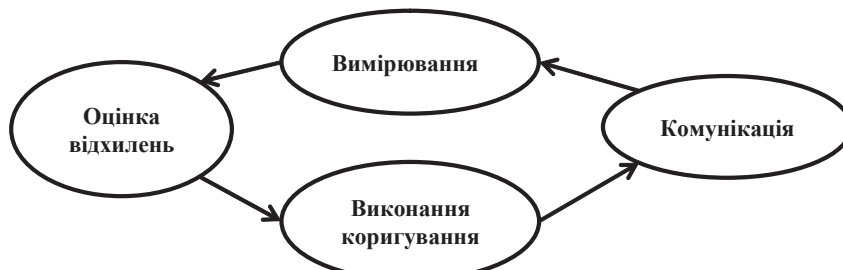 Вимірювання
Оцінка
відхилень
Комунікація
Виконання
коригування